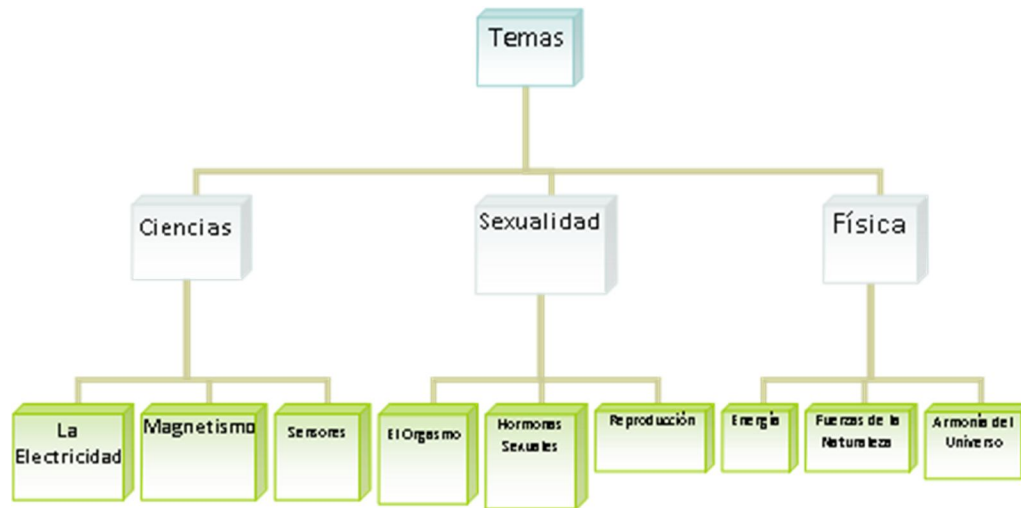 Temas
Ciencias
Sexualidad
Física
La
Electricidad
Magnetismo
Sensores
El Orgasmo
Hormonas
Sexuales
Reproducción
Energía
Fuerzas de la
Naturaleza
Armonía del
Universo